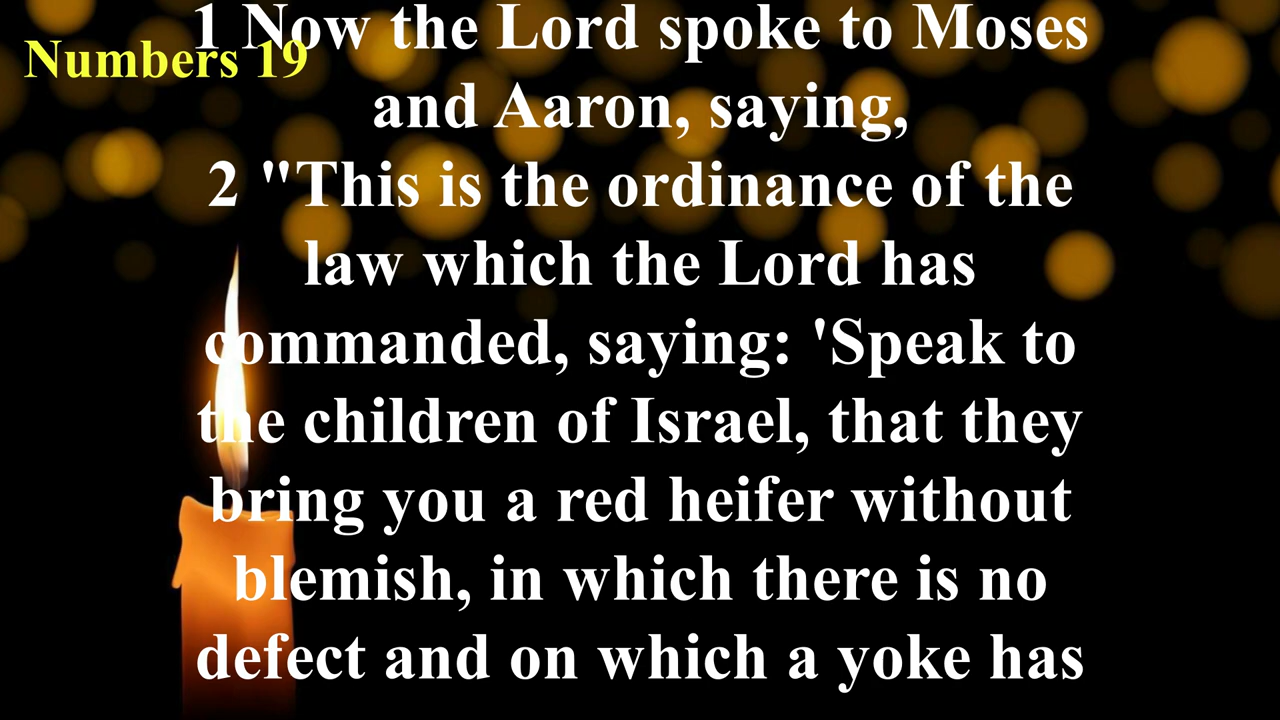 Numbers 19
1 Now the Lord spoke to Moses
and Aaron, saying,
2 "This is the ordinance of the
law which the Lord has
commanded, saying: 'Speak to
the children of Israel, that they
bring you a red heifer without
blemish, in which there is no
defect and on which a yoke has